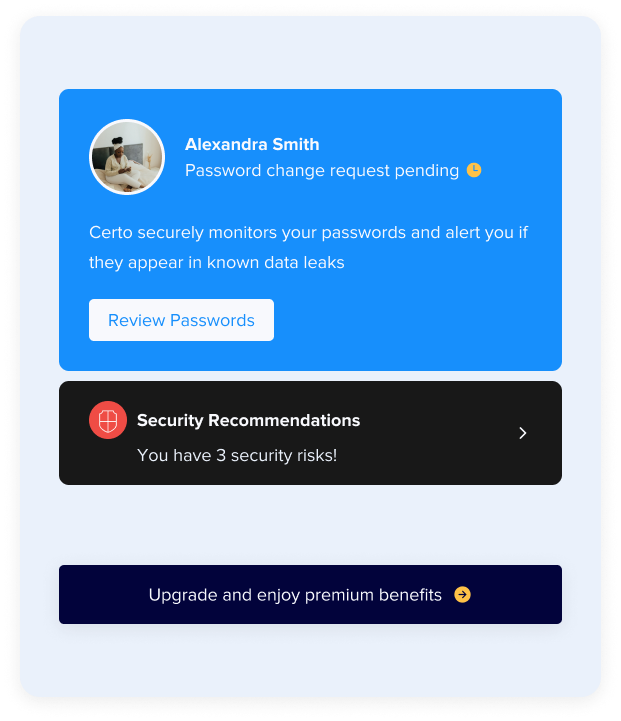 Alexandra Smith
Password change request pending
Certo securely monitors your passwords and alert you if
they appear in known data leaks
Review Passwords
Security Recommendations
You have 3 security risks!
Upgrade and enjoy premium benefits